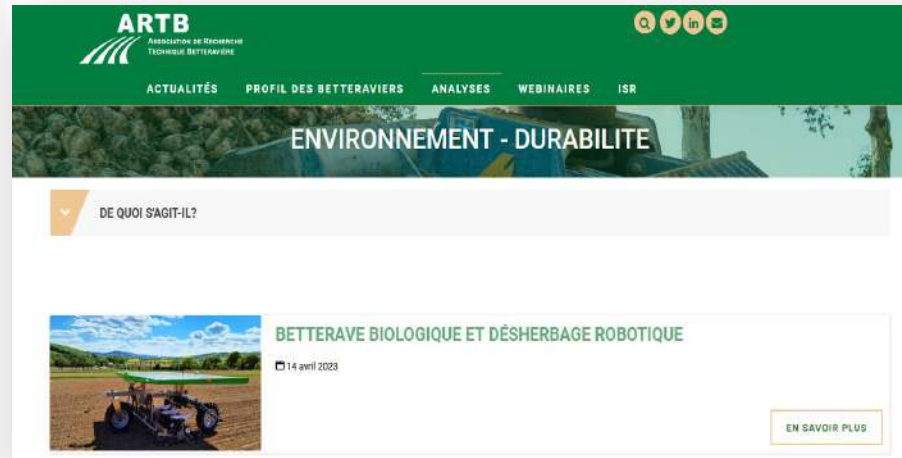 ARTB
ASSOCIATION DE RECHERCHE
TECHNIQUE BETTERAVIÈRE
ACTUALITÉS PROFIL DES BETTERAVIERS ANALYSES WEBINAIRES ISR
ENVIRONNEMENT - DURABILITE
DE QUOI S'AGIT-IL?
BETTERAVE BIOLOGIQUE ET DÉSHERBAGE ROBOTIQUE
14 avril 2023
EN SAVOIR PLUS